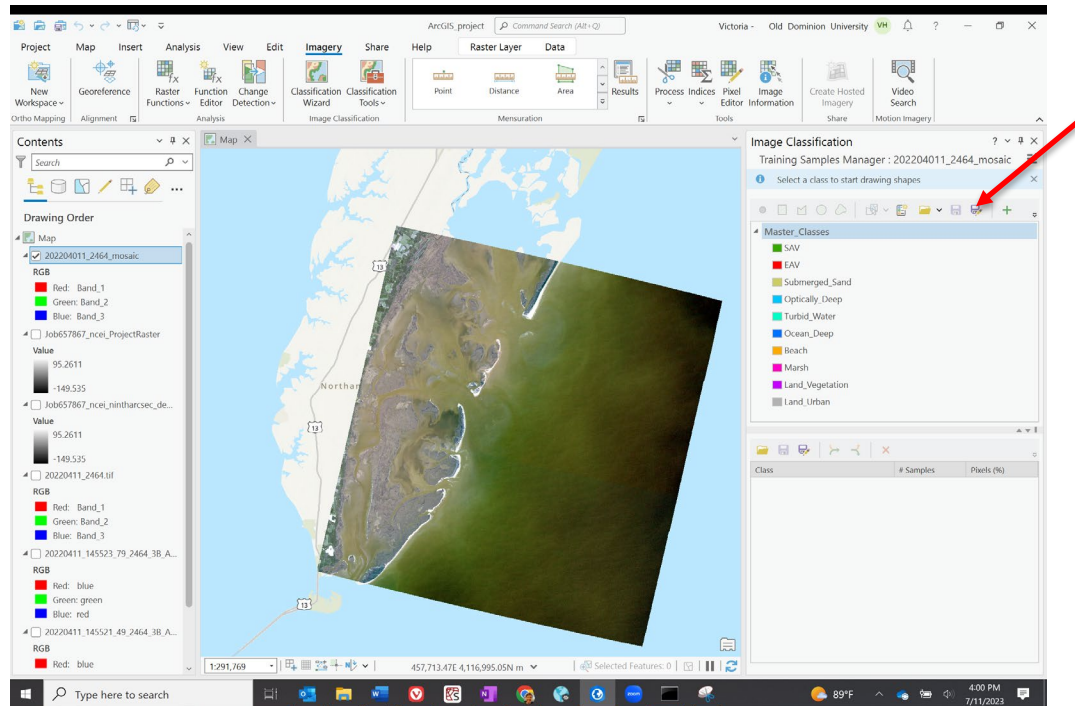 ArcGIS_project
Command Search (Alt+Q)
Victoria - Old Dominion University VH ?
Project Map Insert Analysis View Edit Imagery Share Help Raster Layer Data
New Workspace
Georeference
Raster Functions
Function Editor
Change Detection
Classification Wizard
Classification Tools
Point
Distance
Area
Results
Process
Indices
Pixel Editor
Image Information
Create Hosted Imagery
Video Search
Ortho Mapping
Alignment
Analysis
Image Classification
Mensuration
Tools
Share
Motion Imagery
Contents
Search
Drawing Order
Map
202204011_2464_mosaic
RGB
Red: Band_1
Green: Band_2
Blue: Band_3
Job657867_ncei_ProjectRaster
Value
95.2611
-149.535
Job657867_ncei_nintharcsec_de...
Value
95.2611
-149.535
20220411_2464.tif
RGB
Red: Band_1
Green: Band_2
Blue: Band_3
20220411_145523_79_2464_3B_A...
RGB
Red: blue
Green: green
Blue: red
20220411_145521_49_2464_3B_A...
RGB
Red: blue
Map
13
Northam
13
13
1:291,769
457,713.47E 4,116,995.05N m
Selected Features: 0
Image Classification
Training Samples Manager : 202204011_2464_mosaic
Select a class to start drawing shapes
Master_Classes
SAV
EAV
Submerged_Sand
Optically_Deep
Turbid_Water
Ocean_Deep
Beach
Marsh
Land_Vegetation
Land_Urban
Class # Samples Pixels (%)
Type here to search
zoom
89°F
4:00 PM
7/11/2023